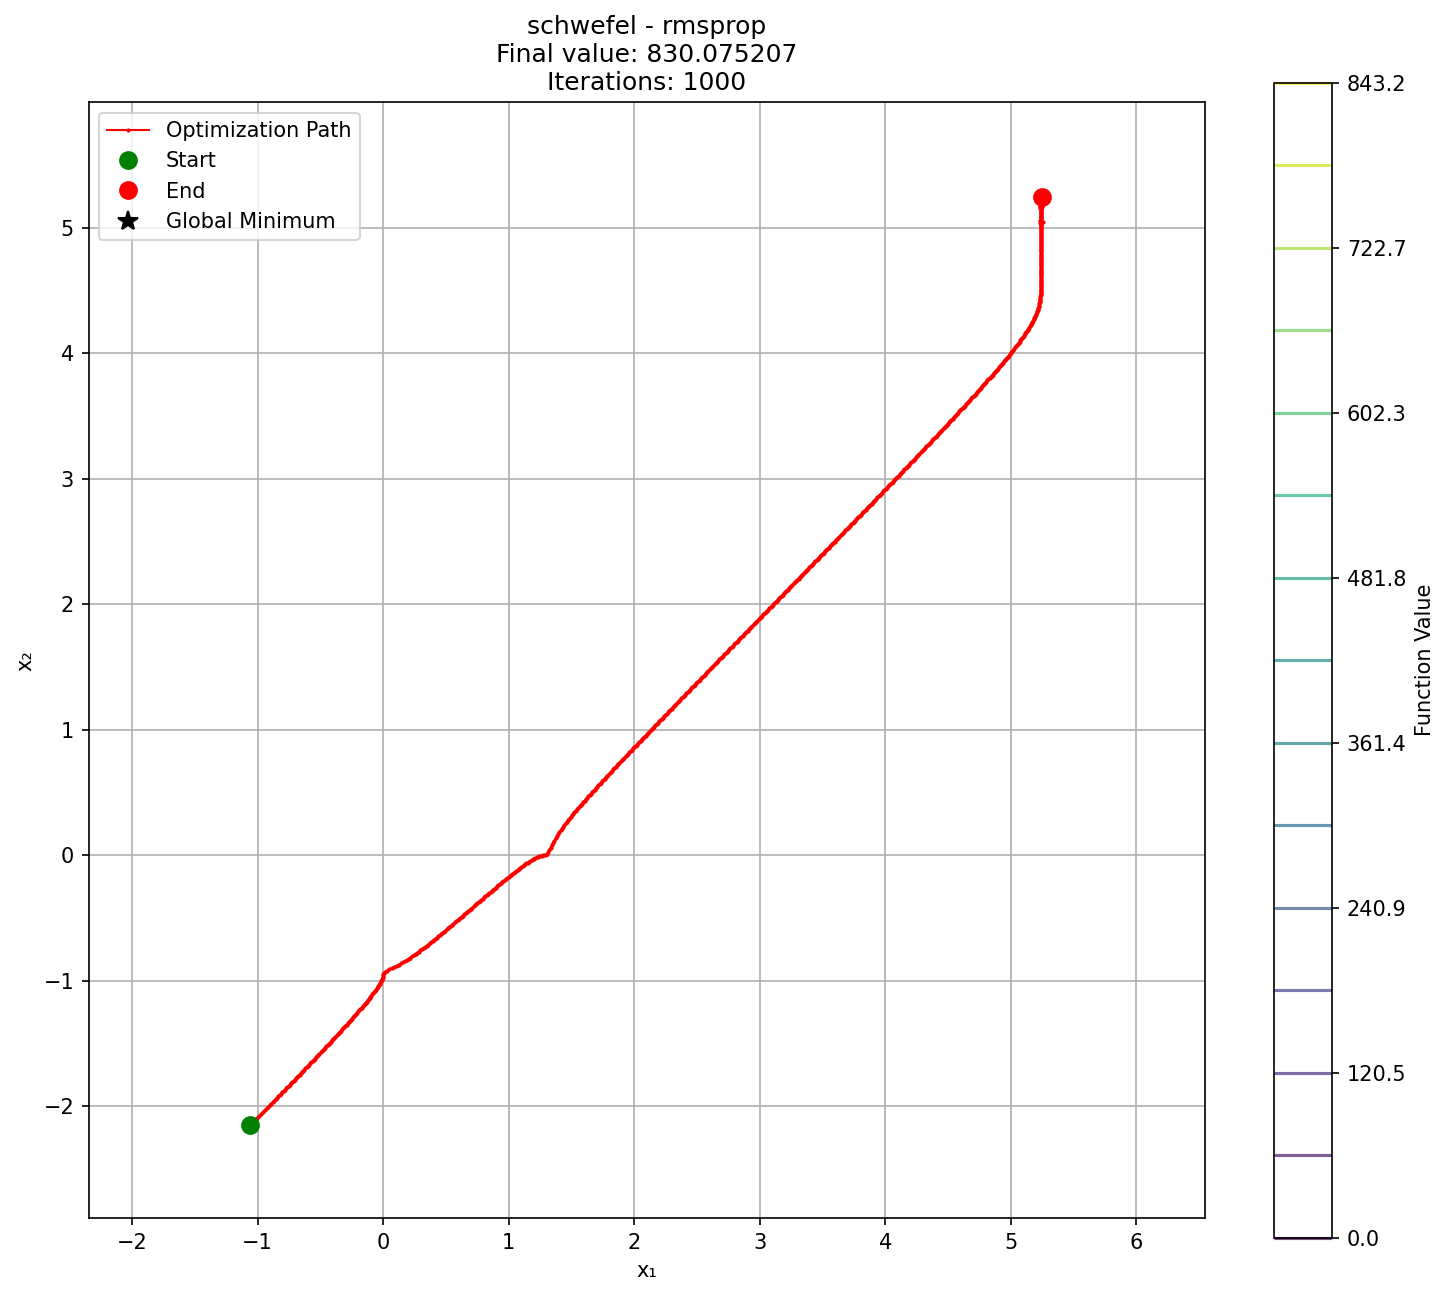 schwefel - rmsprop
Final value: 830.075207
Iterations: 1000
Optimization Path
Start
End
Global Minimum
5
4
3
2
1
0
−1
−2
x₂
−2
−1
0
1
2
3
4
5
6
x₁
843.2
722.7
602.3
481.8
361.4
240.9
120.5
0.0
Function Value